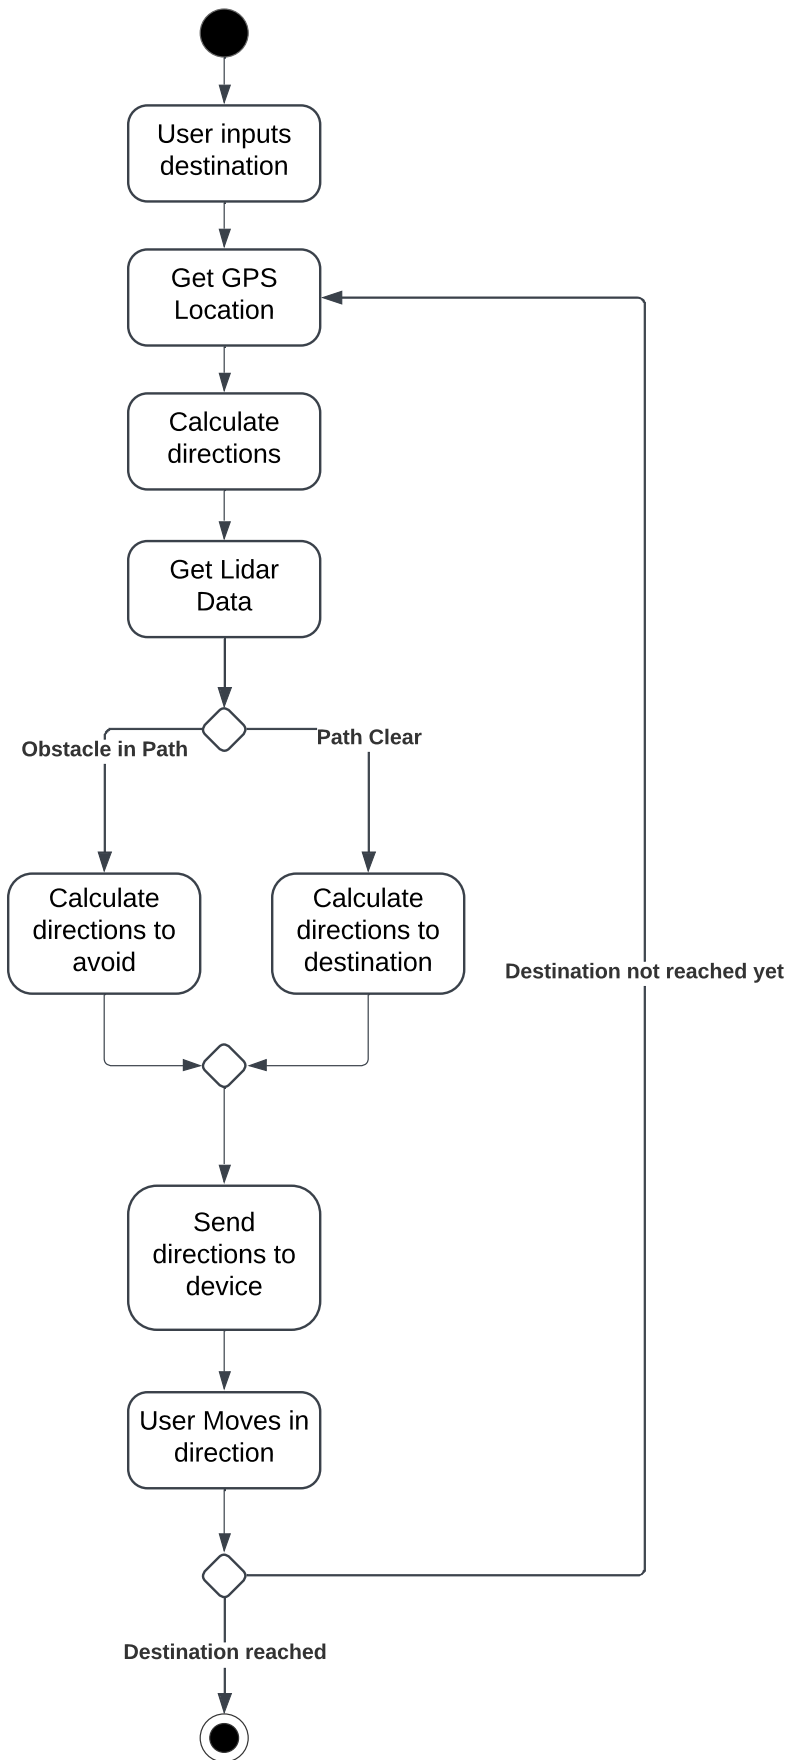 User inputs
destination
Get GPS
Location
Calculate
directions
Get Lidar
Data
Obstacle in Path
Path Clear
Calculate
directions to
avoid
Calculate
directions to
destination
Destination not reached yet
Send
directions to
device
User Moves in
direction
Destination reached